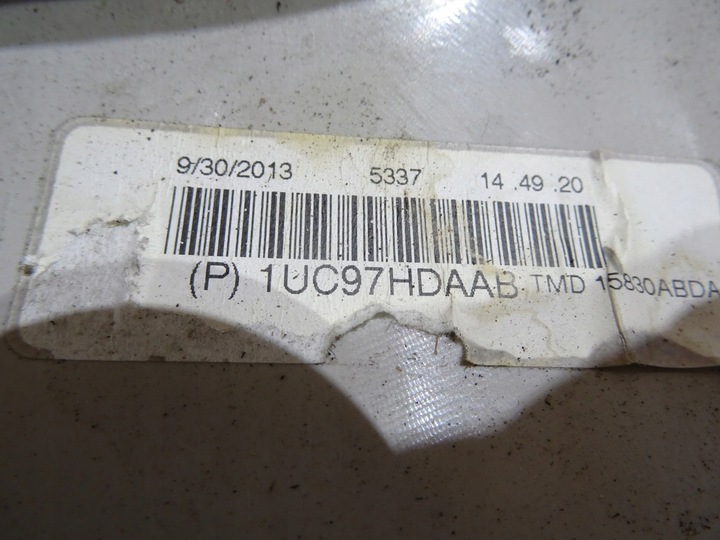 9/30/2013 5337 14 .49 .20
(P) 1UC97HDAAB TMD 15830ABDA